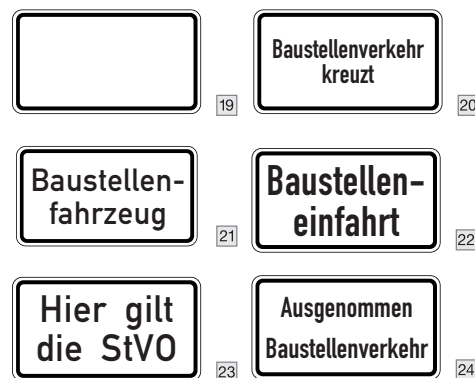 19
Baustellenverkehr
kreuzt
20
Baustellen-
fahrzeug
21
Baustellen-
einfahrt
22
Hier gilt
die StVO
23
Ausgenommen
Baustellenverkehr
24